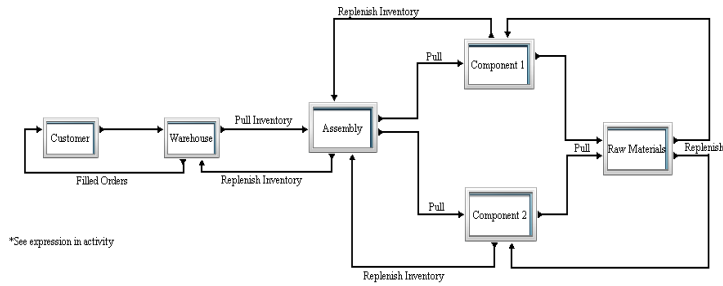 Replenish Inventory
Pull
Component 1
Customer
Warehouse
Pull Inventory
Assembly
Raw Materials
Pull
Replenish
Filled Orders
Replenish Inventory
Pull
Component 2
*See expression in activity
Replenish Inventory